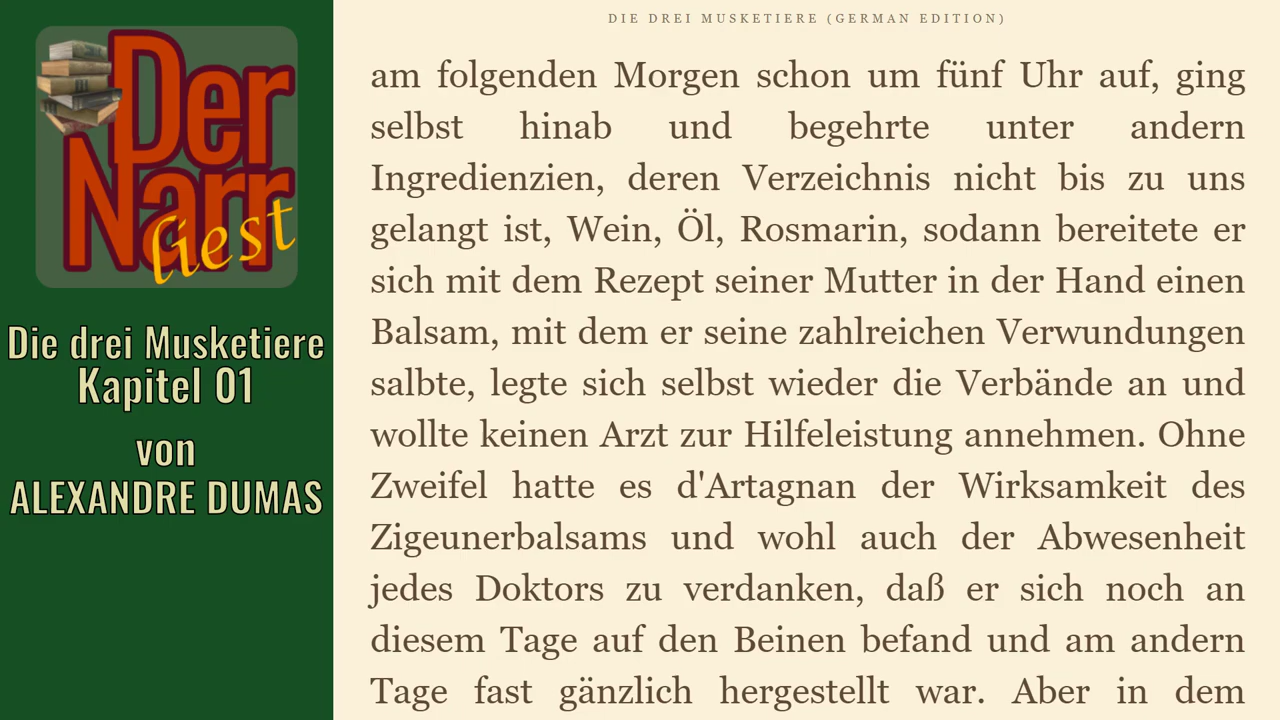 Der
Narr
liest
Die drei Musketiere
Kapitel 01
von
ALEXANDRE DUMAS
DIE DREI MUSKETIERE (GERMAN EDITION)
am folgenden Morgen schon um fünf Uhr auf, ging
selbst hinab und begehrte unter andern
Ingredienzien, deren Verzeichnis nicht bis zu uns
gelangt ist, Wein, Öl, Rosmarin, sodann bereitete er
sich mit dem Rezept seiner Mutter in der Hand einen
Balsam, mit dem er seine zahlreichen Verwundungen
salbte, legte sich selbst wieder die Verbände an und
wollte keinen Arzt zur Hilfeleistung annehmen. Ohne
Zweifel hatte es d'Artagnan der Wirksamkeit des
Zigeunerbalsams und wohl auch der Abwesenheit
jedes Doktors zu verdanken, daß er sich noch an
diesem Tage auf den Beinen befand und am andern
Tage fast gänzlich hergestellt war. Aber in dem